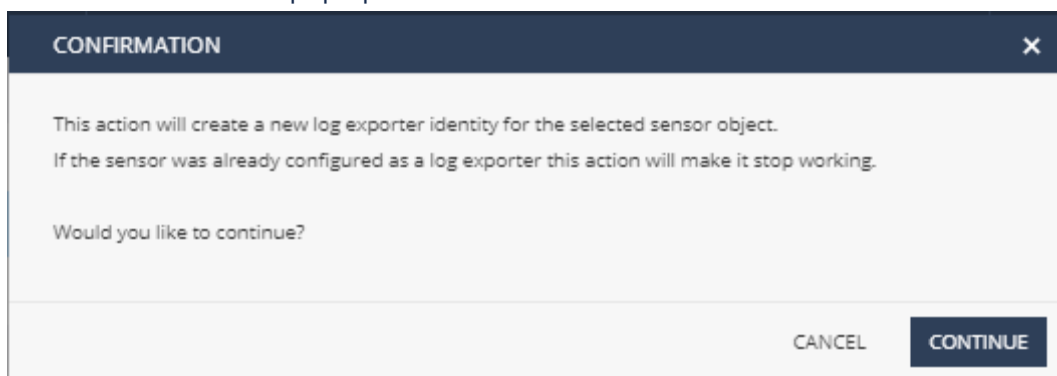 CONFIRMATION
This action will create a new log exporter identity for the selected sensor object.
If the sensor was already configured as a log exporter this action will make it stop working.
Would you like to continue?
CANCEL CONTINUE